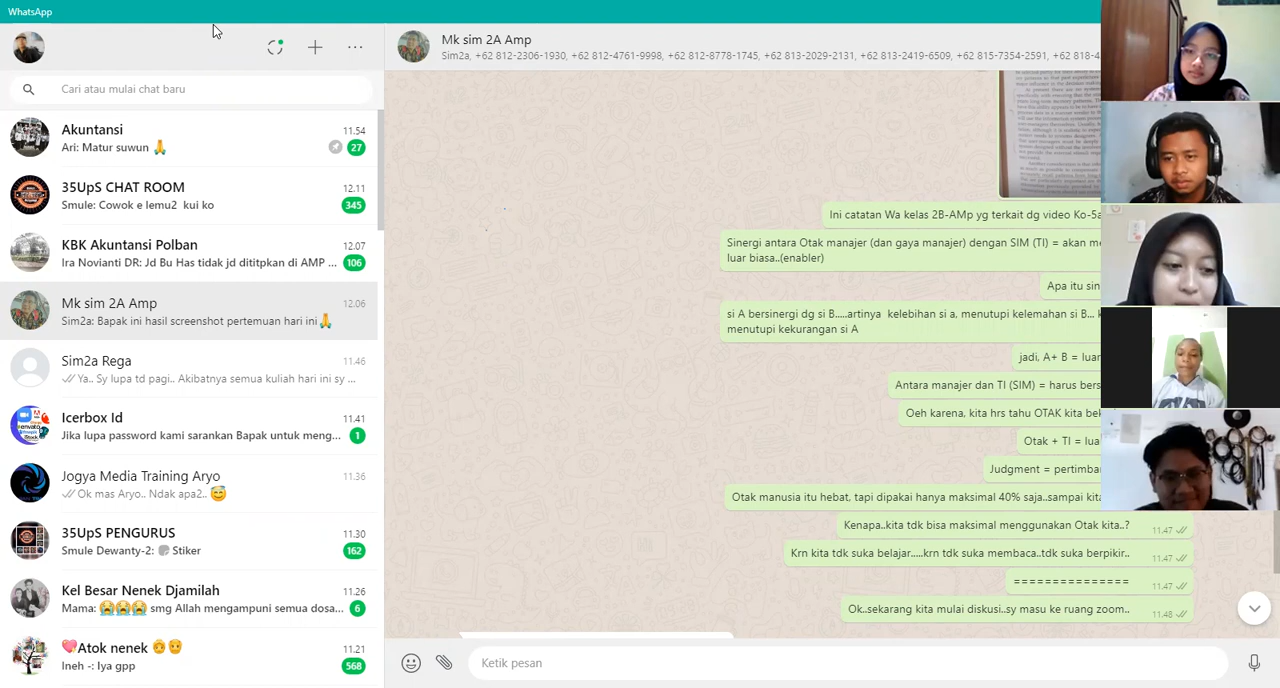 WhatsApp
Cari atau mulai chat baru
Akuntansi
11.54
Ari: Matur suwun 🙏
27
35UpS CHAT ROOM
12.11
Smule: Cowok e lemu2 kui ko
345
KBK Akuntansi Polban
12.07
Ira Novianti DR: Jd Bu Has tidak jd dititpkan di AMP ...
106
Mk sim 2A Amp
12.06
Sim2a: Bapak ini hasil screenshot pertemuan hari ini🙏
Sim2a Rega
11.46
Ya.. Sy lupa td pagi.. Akibatnya semua kuliah hari ini sy ...
Icerbox Id
11.41
Jika lupa password kami sarankan Bapak untuk meng...
1
Jogya Media Training Aryo
11.36
Ok mas Aryo.. Ndak apa2.. 😇
35UpS PENGURUS
11.30
Smule Dewanty-2: Stiker
162
Kel Besar Nenek Djamilah
11.26
Mama: 😭😭😭 smg Allah mengampuni semua dosa...
6
💖Atok nenek 👵👴
11.21
Ineh -: Iya gpp
568
Mk sim 2A Amp
Sim2a, +62 812-2306-1930, +62 812-4761-9998, +62 812-8778-1745, +62 813-2029-2131, +62 813-2419-6509, +62 815-7354-2591, +62 818-4
Ini catatan Wa kelas 2B-AMp yg terkait dg video Ko-5a
Sinergi antara Otak manajer (dan gaya manajer) dengan SIM (TI) = akan me
luar biasa..(enabler)
Apa itu sin
si A bersinergi dg si B.....artinya kelebihan si a, menutupi kelemahan si B... k
menutupi kekurangan si A
jadi, A+ B = luar
Antara manajer dan TI (SIM) = harus bers
Oeh karena, kita hrs tahu OTAK kita bek
Otak + TI = lua
Judgment = pertimba
Otak manusia itu hebat, tapi dipakai hanya maksimal 40% saja..sampai kita
Kenapa..kita tdk bisa maksimal menggunakan Otak kita..?
11.47
Krn kita tdk suka belajar.....krn tdk suka membaca..tdk suka berpikir..
11.47
===============
11.47
Ok..sekarang kita mulai diskusi..sy masu ke ruang zoom..
11.48
Ketik pesan